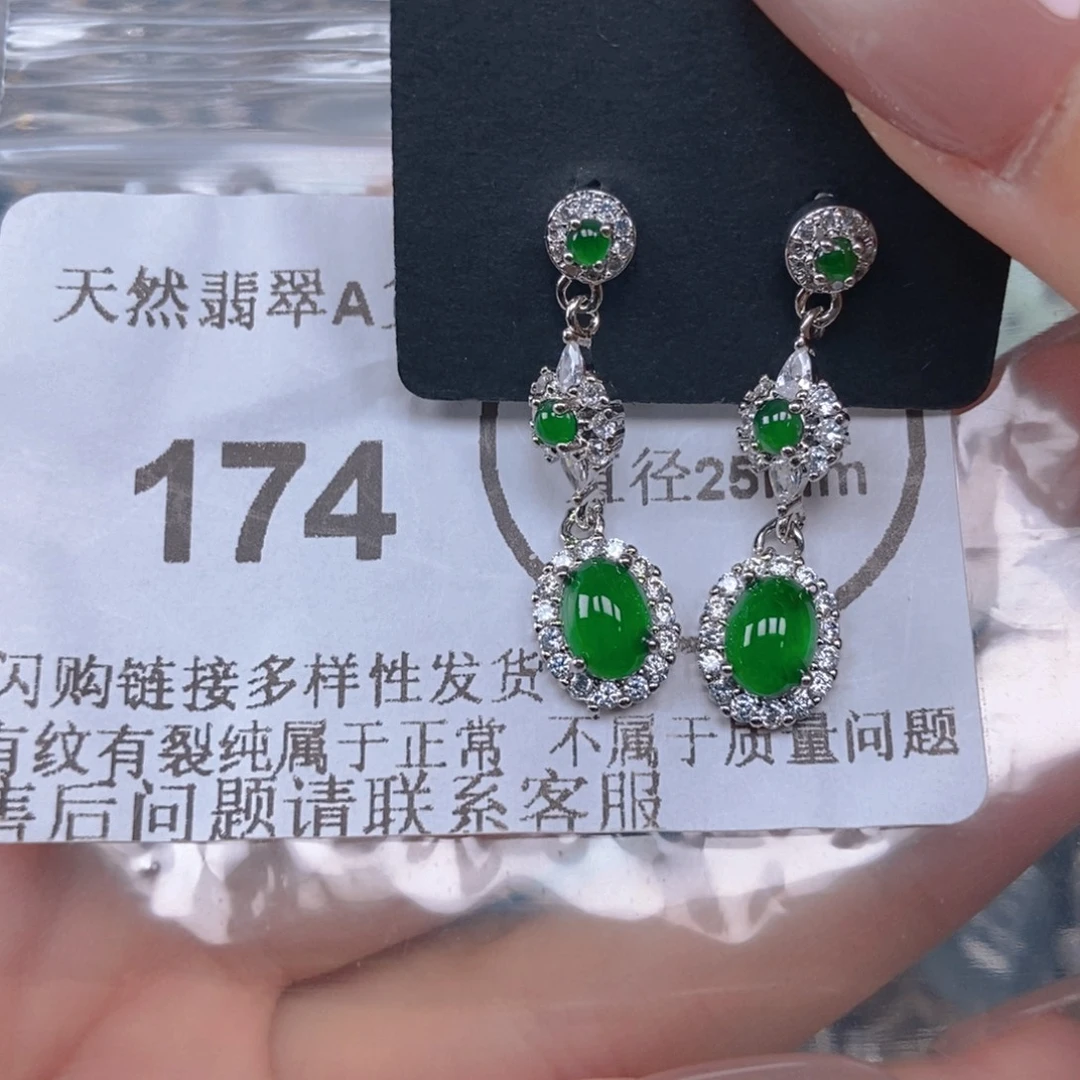 天然翡翠A
174
直径25mm
闪购链接多样性发货
有纹有裂纯属于正常 不属于质量问题
售后问题请联系客服